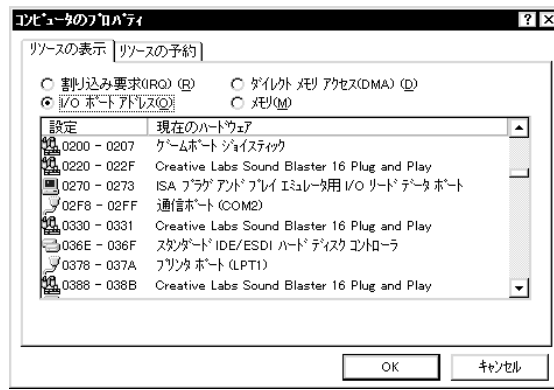 コンピュータのプロパティ
リソースの表示 リソースの予約
割り込み要求(IRQ) (R) ダイレクト メモリ アクセス(DMA) (D)
I/O ポート アドレス(O) メモリ(M)
設定 現在のハードウェア
0200 - 0207 ゲームポート ジョイスティック
0220 - 022F Creative Labs Sound Blaster 16 Plug and Play
0270 - 0273 ISA プラグ アンド プレイ エミュレータ用 I/O リード データ ポート
02F8 - 02FF 通信ポート (COM2)
0330 - 0331 Creative Labs Sound Blaster 16 Plug and Play
036E - 036F スタンダード IDE/ESDI ハード ディスク コントローラ
0378 - 037A プリンタ ポート (LPT1)
0388 - 038B Creative Labs Sound Blaster 16 Plug and Play
OK キャンセル